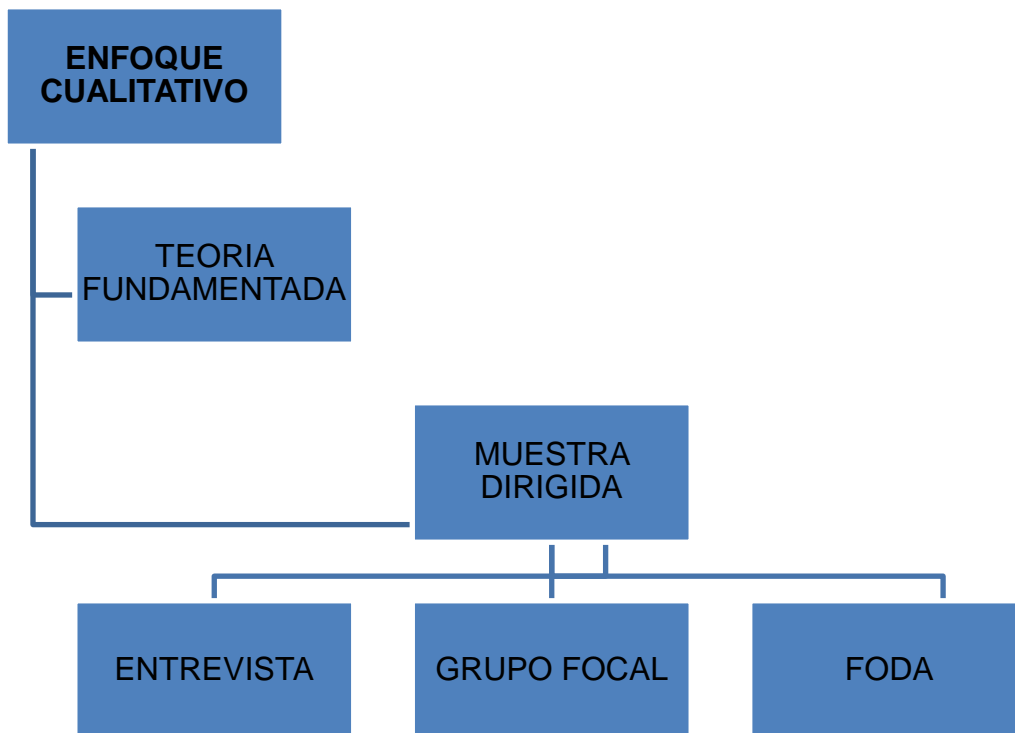 ENFOQUE
CUALITATIVO
TEORIA
FUNDAMENTADA
MUESTRA
DIRIGIDA
ENTREVISTA
GRUPO FOCAL
FODA